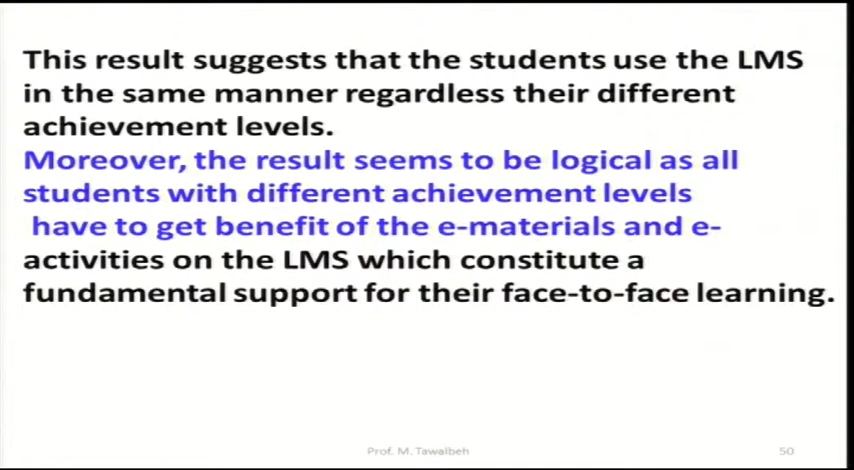 This result suggests that the students use the LMS
in the same manner regardless their different
achievement levels.
Moreover, the result seems to be logical as all
students with different achievement levels
have to get benefit of the e-materials and e-
activities on the LMS which constitute a
fundamental support for their face-to-face learning.
Prof. M. Tawalbeh
50